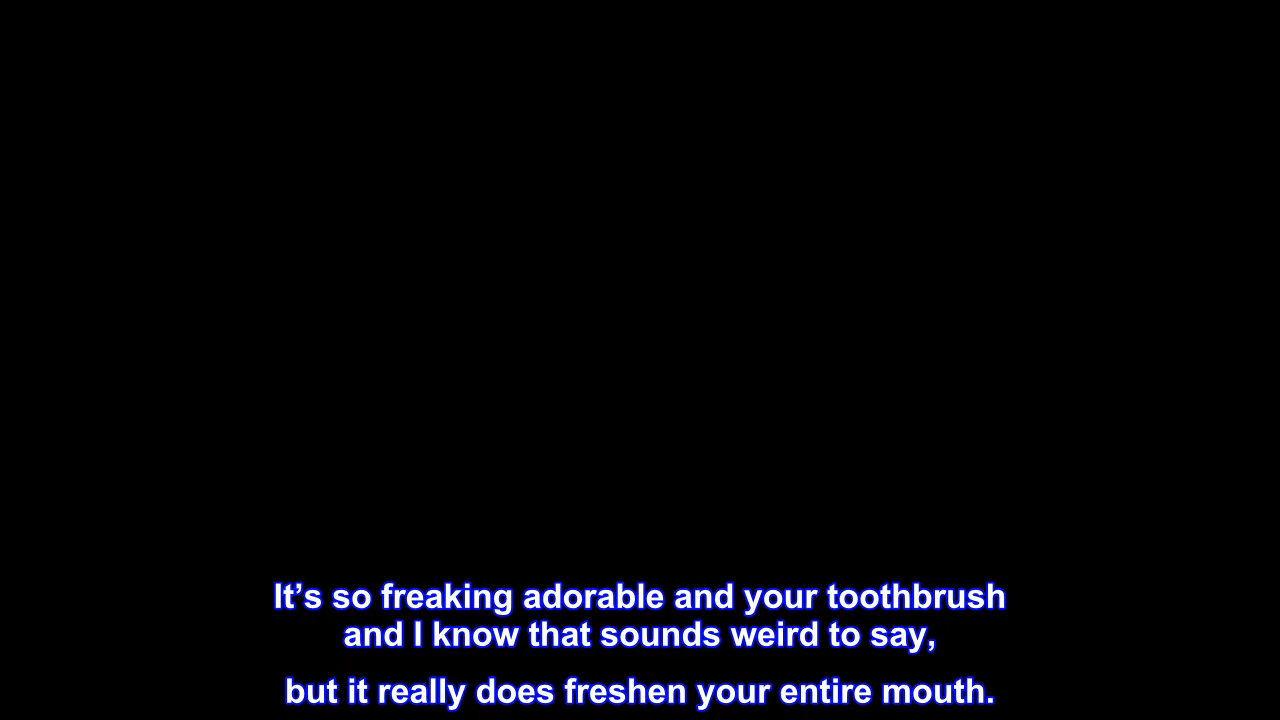 It’s so freaking adorable and your toothbrush
and I know that sounds weird to say,
but it really does freshen your entire mouth.